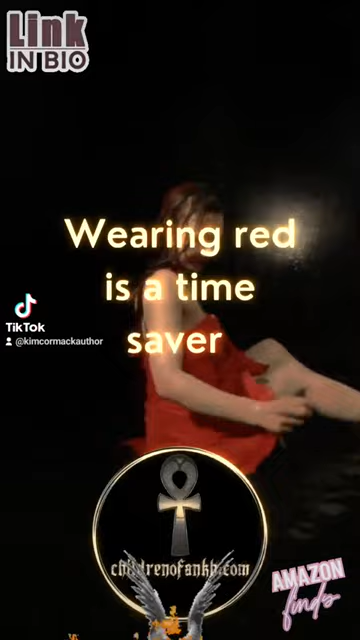 Link
IN BIO
Wearing red
is a time
saver
TikTok
@kimcormackauthor
childrenofankh.com
AMAZON
finds